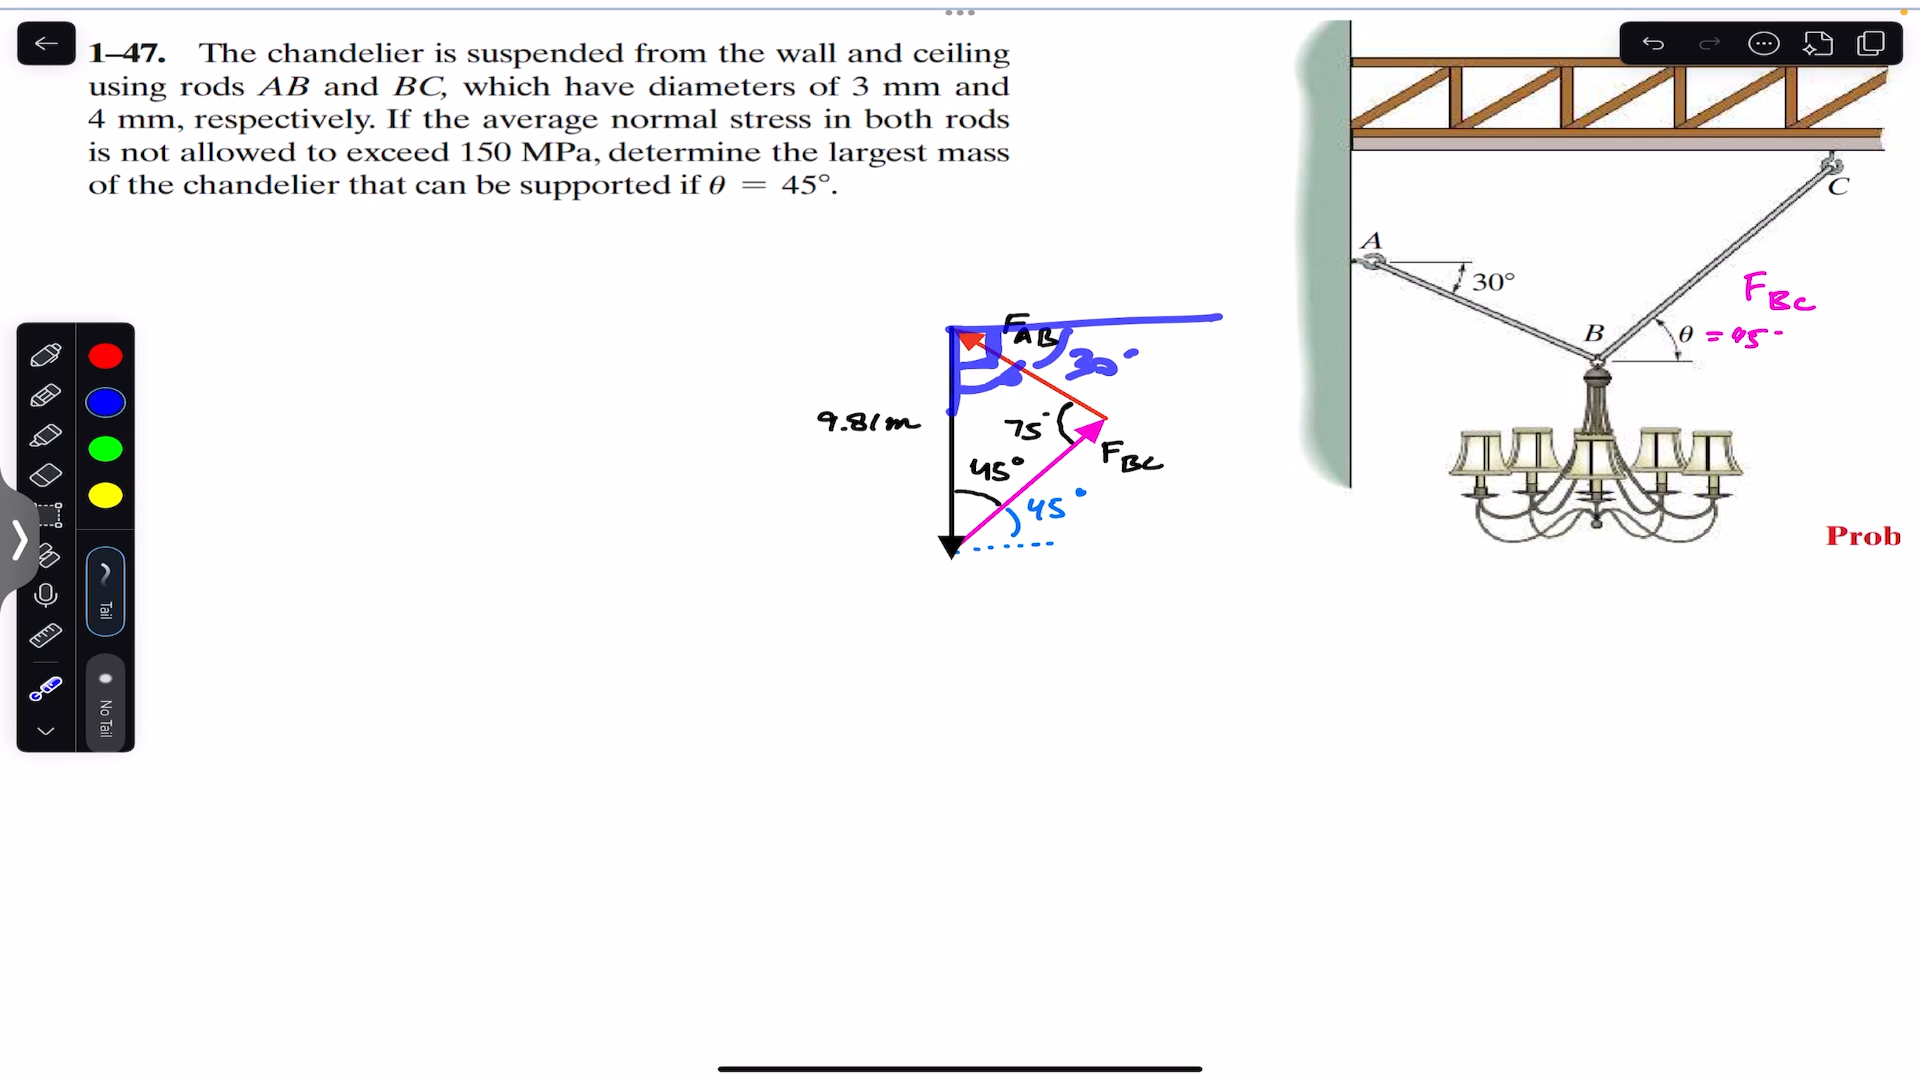 1–47. The chandelier is suspended from the wall and ceiling
using rods AB and BC, which have diameters of 3 mm and
4 mm, respectively. If the average normal stress in both rods
is not allowed to exceed 150 MPa, determine the largest mass
of the chandelier that can be supported if θ = 45°.
C
A
30°
F_BC
B
θ = 45°
F_AB
30°
9.81m
75°
45°
F_BC
45°
Prob
Tail
No Tail